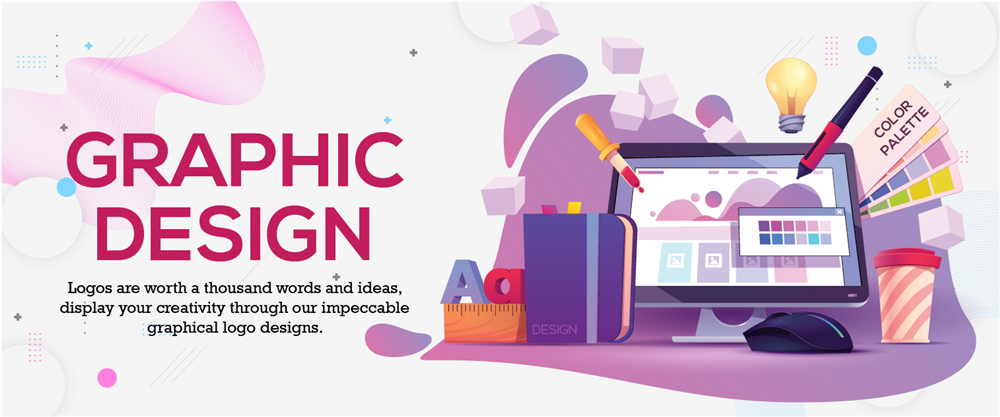 GRAPHIC
DESIGN
Logos are worth a thousand words and ideas,
display your creativity through our impeccable
graphical logo designs.
Aa
DESIGN
COLOR
PALETTE